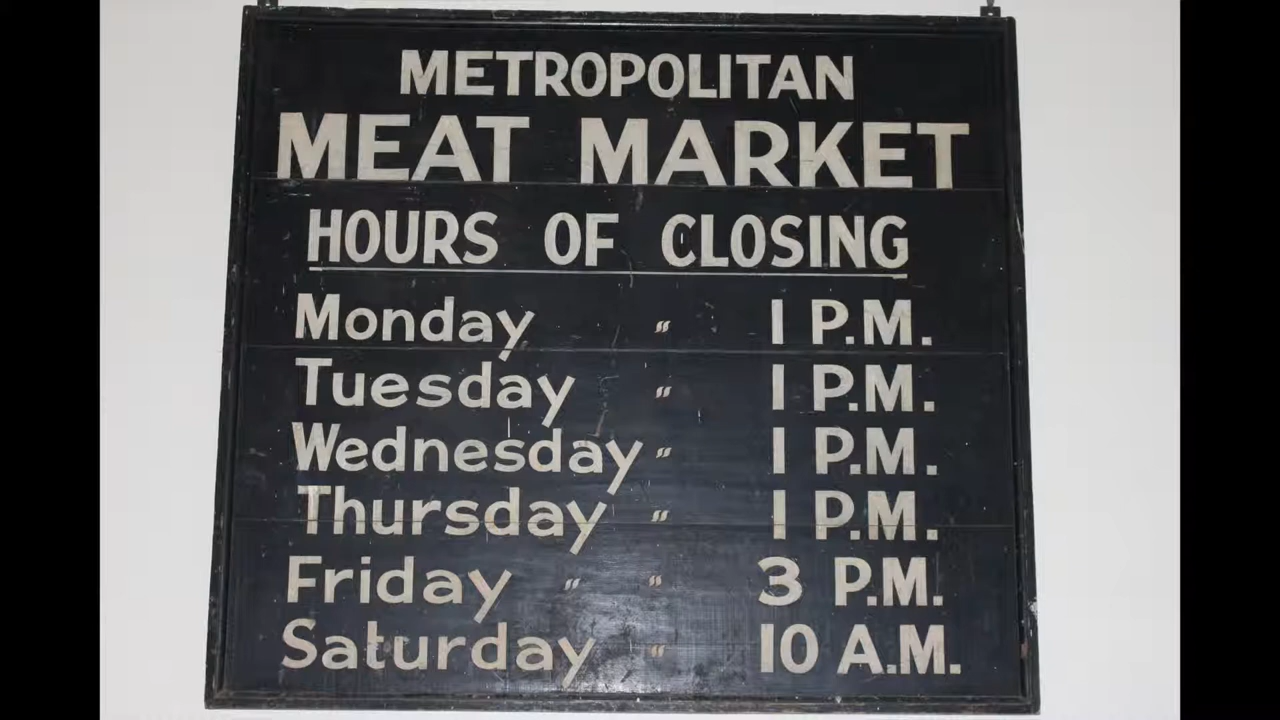 METROPOLITAN
MEAT MARKET
HOURS OF CLOSING
Monday " 1 P.M.
Tuesday " 1 P.M.
Wednesday " 1 P.M.
Thursday " 1 P.M.
Friday " " 3 P.M.
Saturday " 10 A.M.